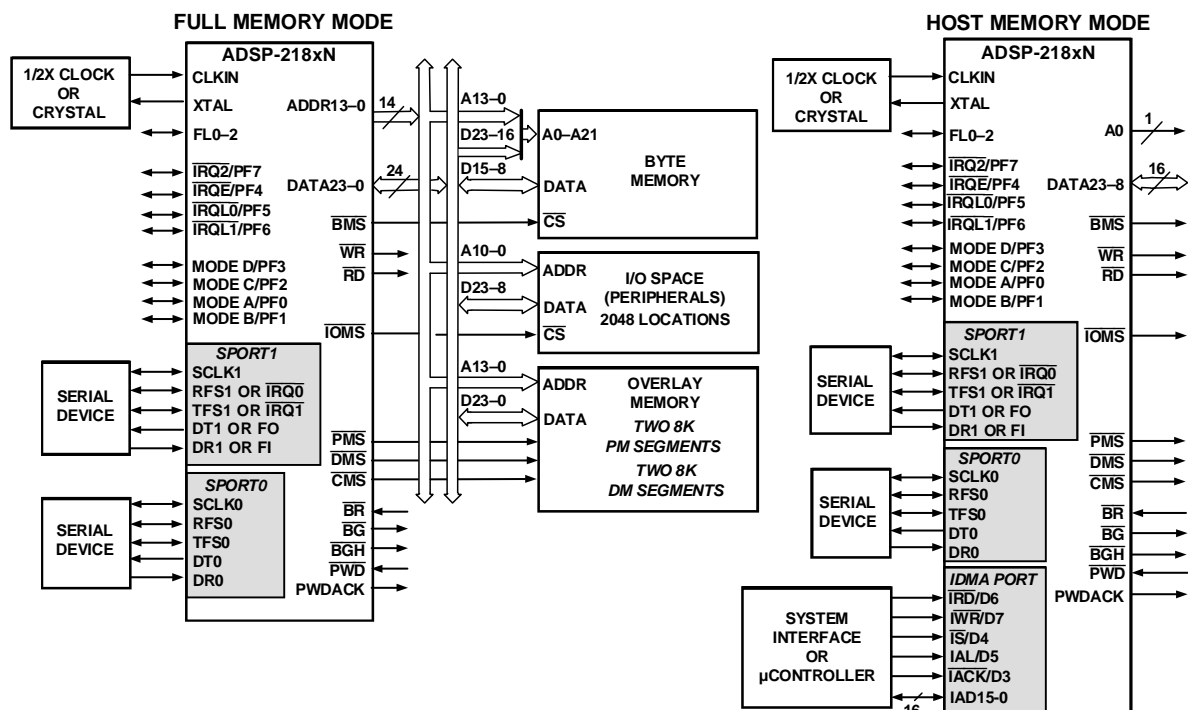 FULL MEMORY MODE
ADSP-218xN
1/2X CLOCK
OR
CRYSTAL
CLKIN
XTAL
FL0–2
ADDR13–0
14
IRQ2/PF7
IRQE/PF4
IRQL0/PF5
IRQL1/PF6
DATA23–0
24
BMS
WR
RD
MODE D/PF3
MODE C/PF2
MODE A/PF0
MODE B/PF1
IOMS
SPORT1
SCLK1
RFS1 OR IRQ0
TFS1 OR IRQ1
DT1 OR FO
DR1 OR FI
SERIAL
DEVICE
PMS
DMS
CMS
SPORT0
SCLK0
RFS0
TFS0
DT0
DR0
SERIAL
DEVICE
BR
BG
BGH
PWD
PWDACK
A13–0
D23–16
D15–8
A0–A21
DATA
CS
BYTE
MEMORY
A10–0
D23–8
ADDR
DATA
CS
I/O SPACE
(PERIPHERALS)
2048 LOCATIONS
A13–0
D23–0
ADDR
DATA
OVERLAY
MEMORY
TWO 8K
PM SEGMENTS
TWO 8K
DM SEGMENTS
HOST MEMORY MODE
ADSP-218xN
1/2X CLOCK
OR
CRYSTAL
CLKIN
XTAL
FL0–2
A0
1
IRQ2/PF7
IRQE/PF4
IRQL0/PF5
IRQL1/PF6
DATA23–8
16
BMS
WR
RD
MODE D/PF3
MODE C/PF2
MODE A/PF0
MODE B/PF1
IOMS
SPORT1
SCLK1
RFS1 OR IRQ0
TFS1 OR IRQ1
DT1 OR FO
DR1 OR FI
SERIAL
DEVICE
PMS
DMS
CMS
SPORT0
SCLK0
RFS0
TFS0
DT0
DR0
SERIAL
DEVICE
BR
BG
BGH
PWD
PWDACK
IDMA PORT
IRD/D6
IWR/D7
IS/D4
IAL/D5
IACK/D3
IAD15-0
SYSTEM
INTERFACE
OR
µCONTROLLER
16